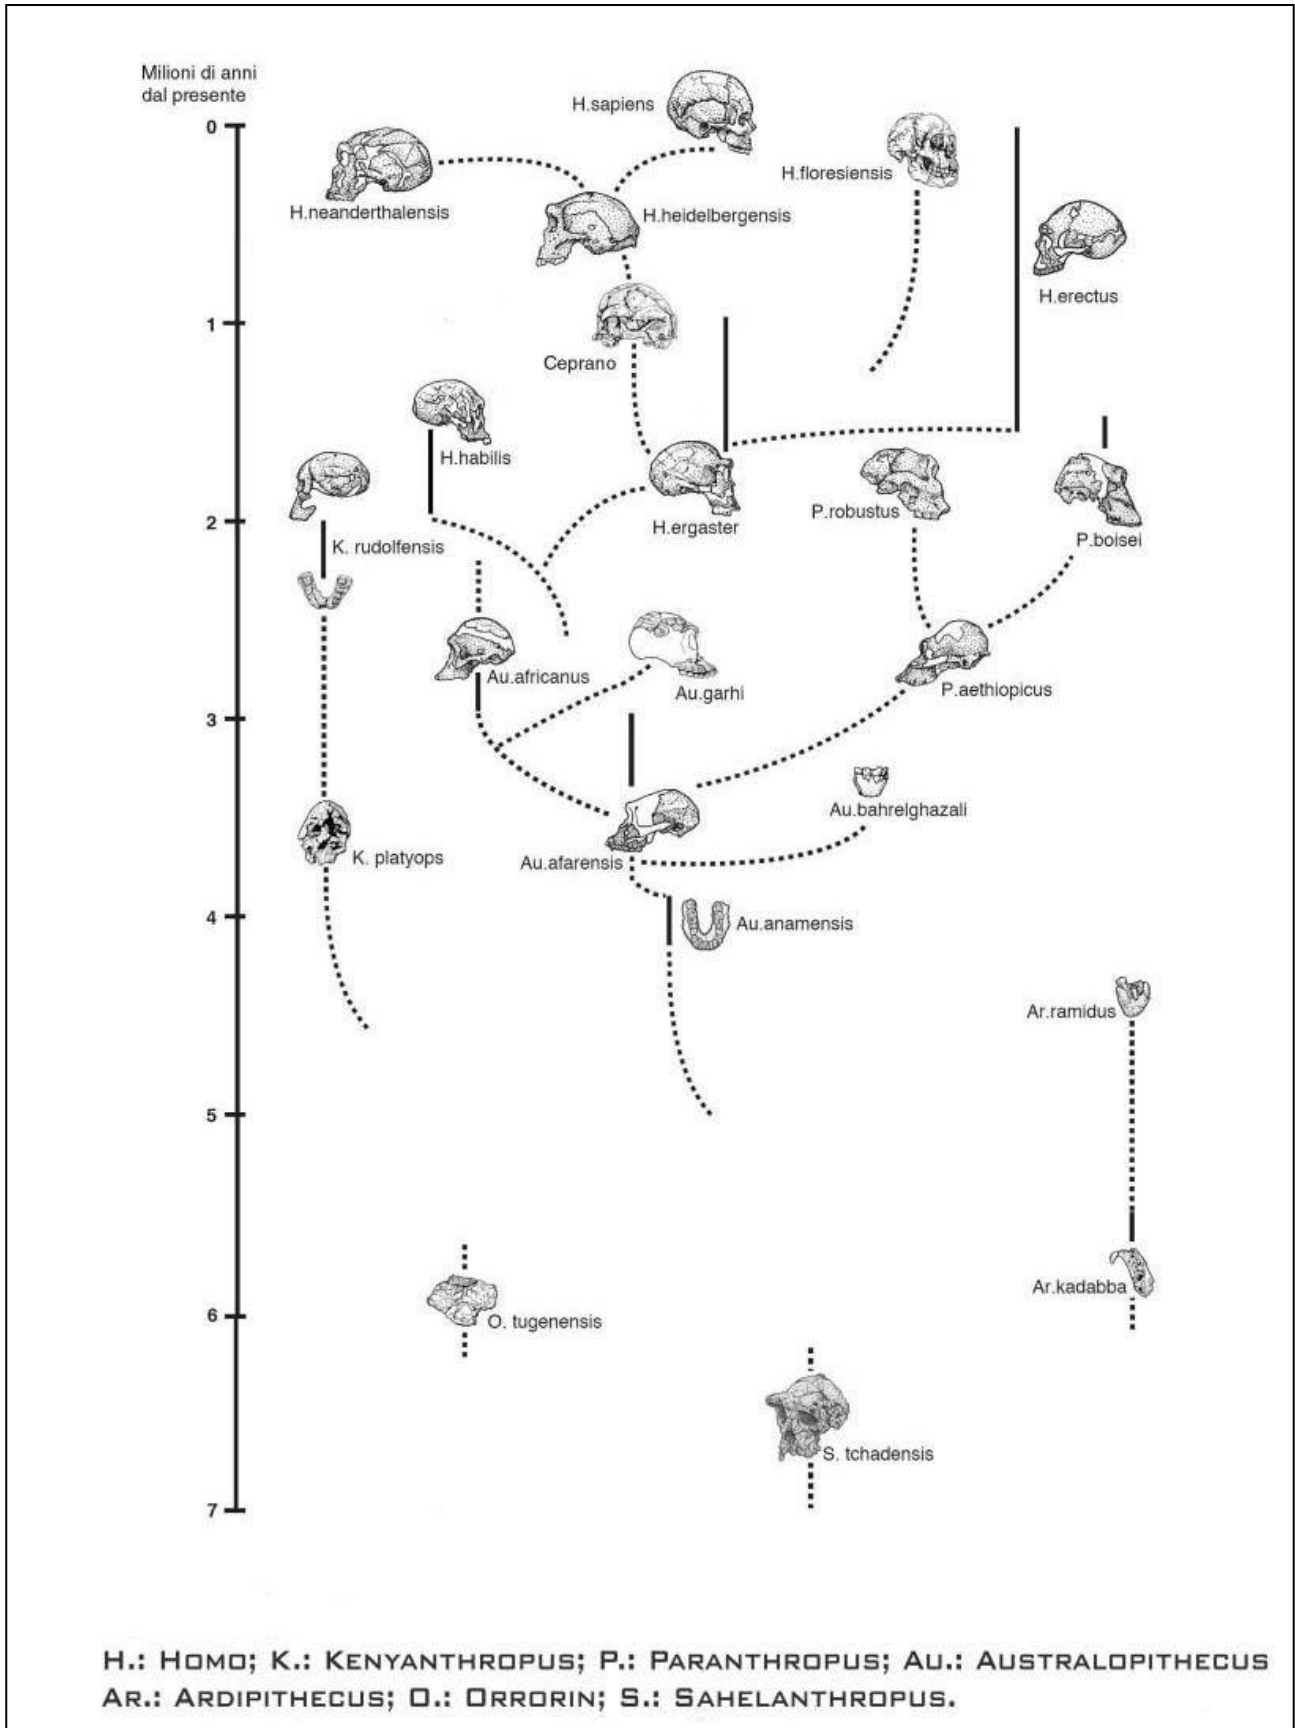 Milioni di anni
dal presente
H.sapiens
0
H.floresiensis
H.neanderthalensis
H.heidelbergensis
H.erectus
1
Ceprano
H.habilis
P.robustus
2
H.ergaster
P.boisei
K. rudolfensis
Au.africanus
Au.garhi
P.aethiopicus
3
Au.bahrelghazali
K. platyops
Au.afarensis
4
Au.anamensis
Ar.ramidus
5
Ar.kadabba
6
O. tugenensis
S. tchadensis
7
H.: HOMO; K.: KENYANTHROPUS; P.: PARANTHROPUS; AU.: AUSTRALOPITHECUS
AR.: ARDIPITHECUS; O.: ORRORIN; S.: SAHELANTHROPUS.